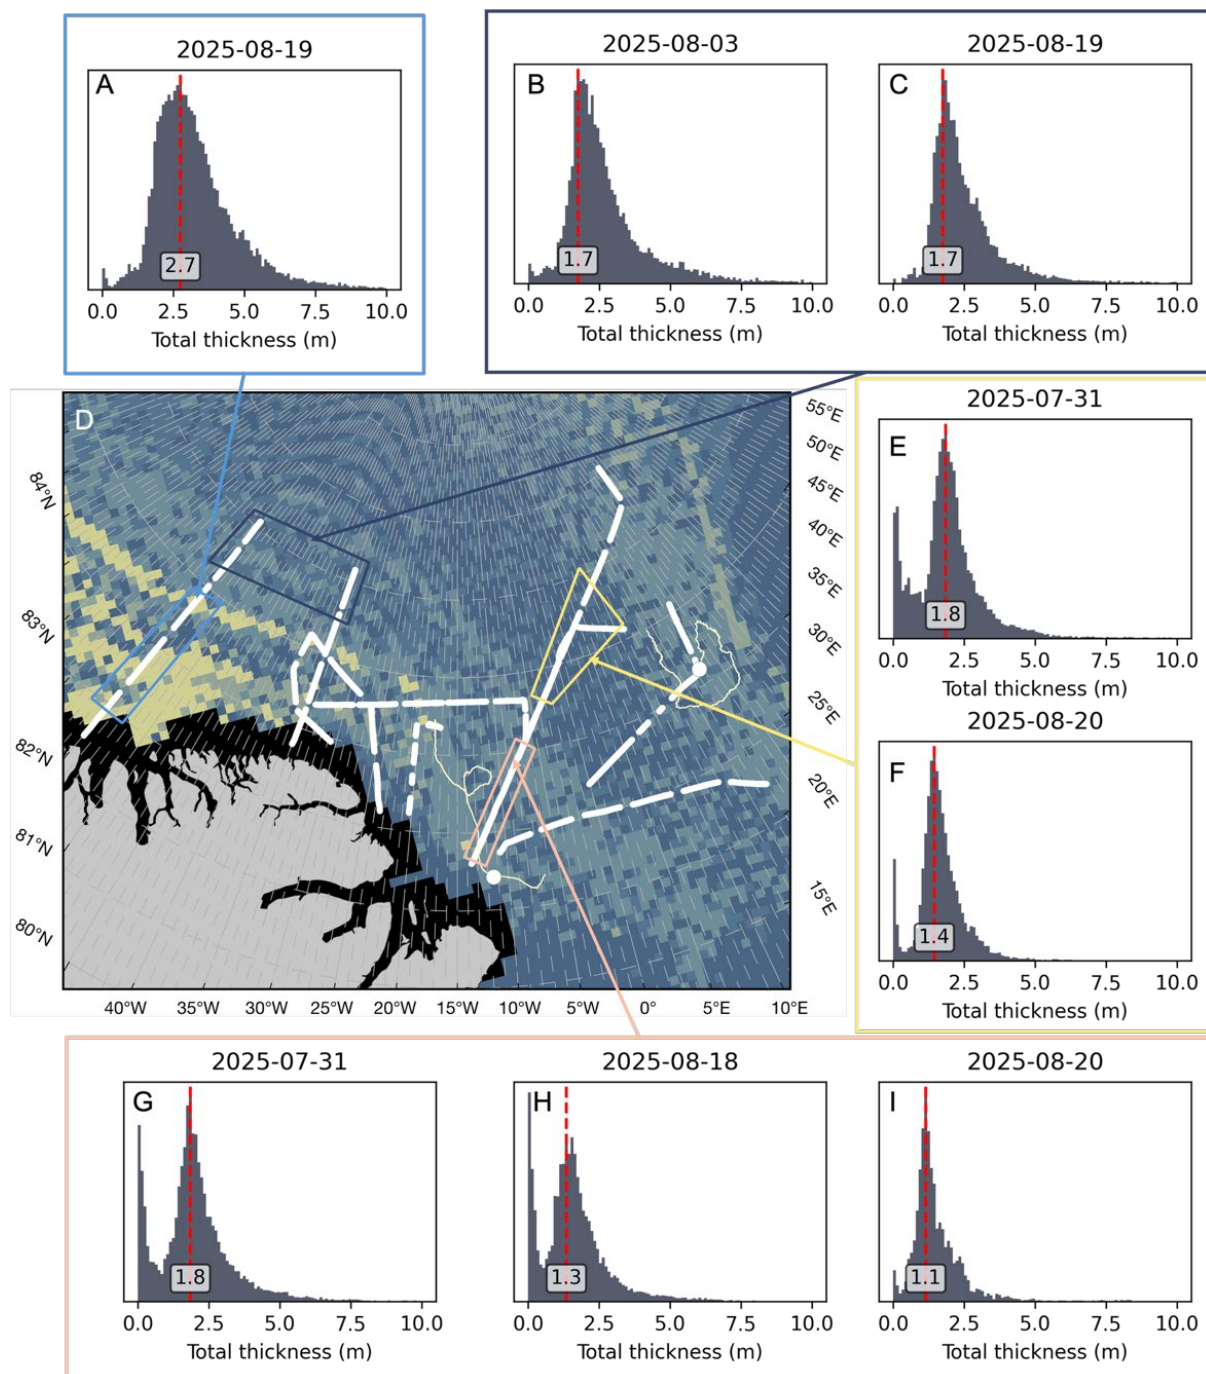 2025-08-19
A
2.7
0.0 2.5 5.0 7.5 10.0
Total thickness (m)
2025-08-03
B
1.7
0.0 2.5 5.0 7.5 10.0
Total thickness (m)
2025-08-19
C
1.7
0.0 2.5 5.0 7.5 10.0
Total thickness (m)
D
84°N
83°N
82°N
81°N
80°N
55°E
50°E
45°E
40°E
35°E
30°E
25°E
20°E
15°E
40°W 35°W 30°W 25°W 20°W 15°W 10°W 5°W 0° 5°E 10°E
2025-07-31
E
1.8
0.0 2.5 5.0 7.5 10.0
Total thickness (m)
2025-08-20
F
1.4
0.0 2.5 5.0 7.5 10.0
Total thickness (m)
2025-07-31
G
1.8
0.0 2.5 5.0 7.5 10.0
Total thickness (m)
2025-08-18
H
1.3
0.0 2.5 5.0 7.5 10.0
Total thickness (m)
2025-08-20
I
1.1
0.0 2.5 5.0 7.5 10.0
Total thickness (m)